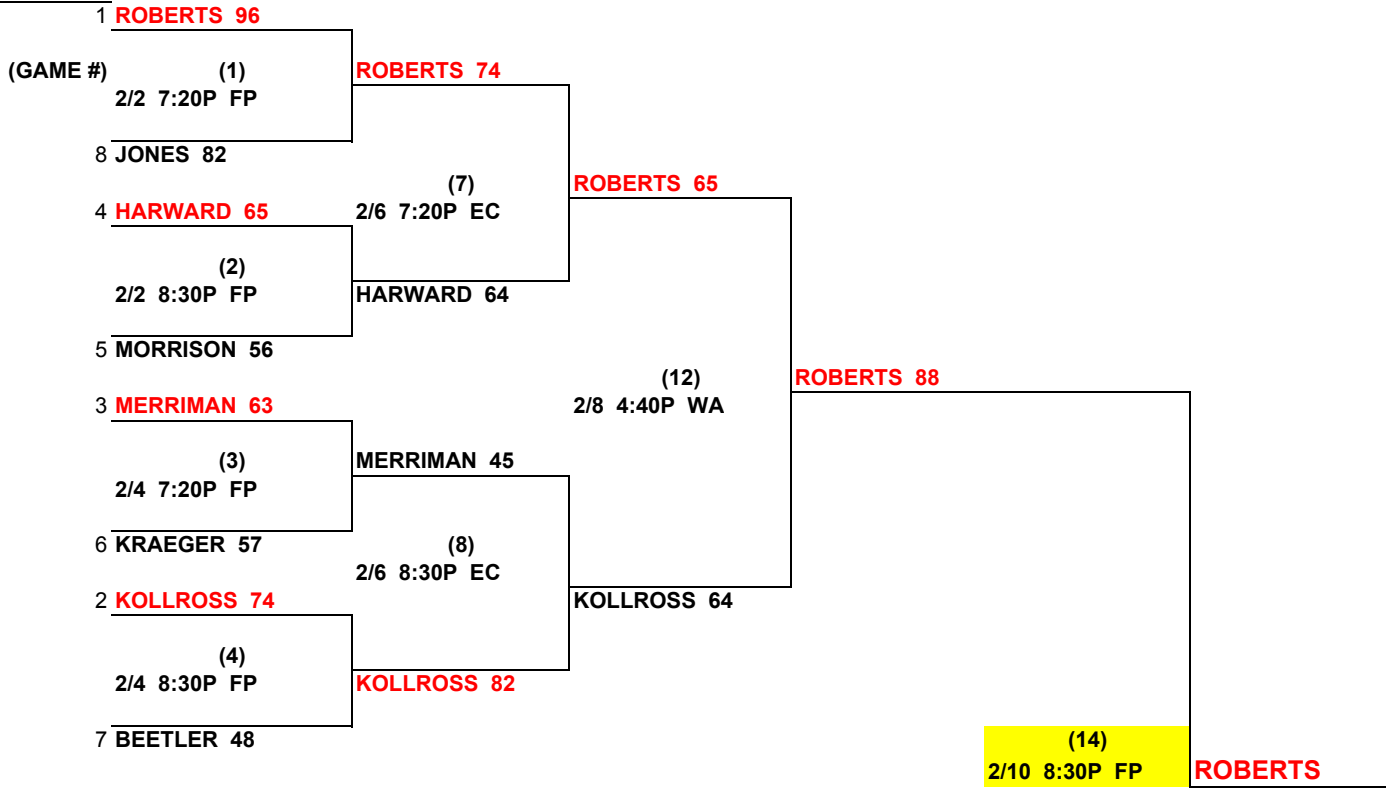 1 ROBERTS 96
(GAME #) (1) ROBERTS 74
2/2 7:20P FP
8 JONES 82
(7) ROBERTS 65
4 HARWARD 65 2/6 7:20P EC
(2)
2/2 8:30P FP HARWARD 64
5 MORRISON 56
(12) ROBERTS 88
3 MERRIMAN 63 2/8 4:40P WA
(3) MERRIMAN 45
2/4 7:20P FP
6 KRAEGER 57 (8)
2/6 8:30P EC
2 KOLLROSS 74 KOLLROSS 64
(4)
2/4 8:30P FP KOLLROSS 82
7 BEETLER 48 (14)
2/10 8:30P FP ROBERTS